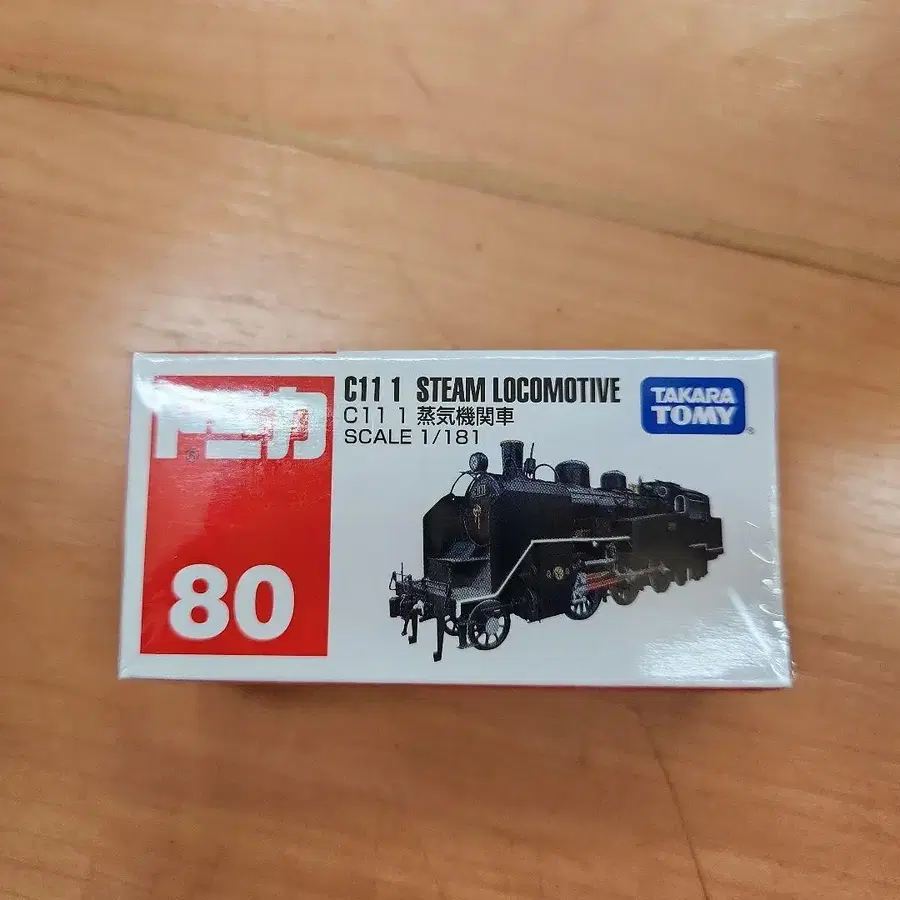 トミカ
80
C11 1 STEAM LOCOMOTIVE
C11 1 蒸気機関車
SCALE 1/181
TAKARA
TOMY